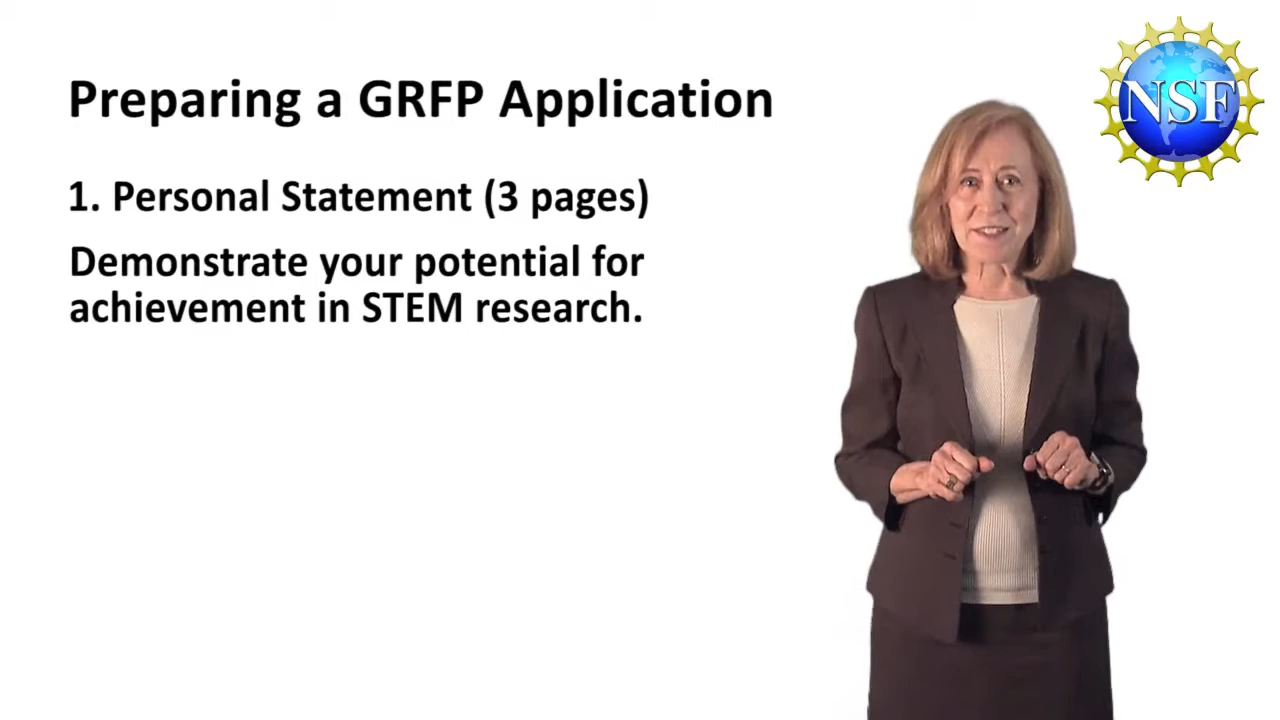 Preparing a GRFP Application
NSF
1. Personal Statement (3 pages)
Demonstrate your potential for
achievement in STEM research.